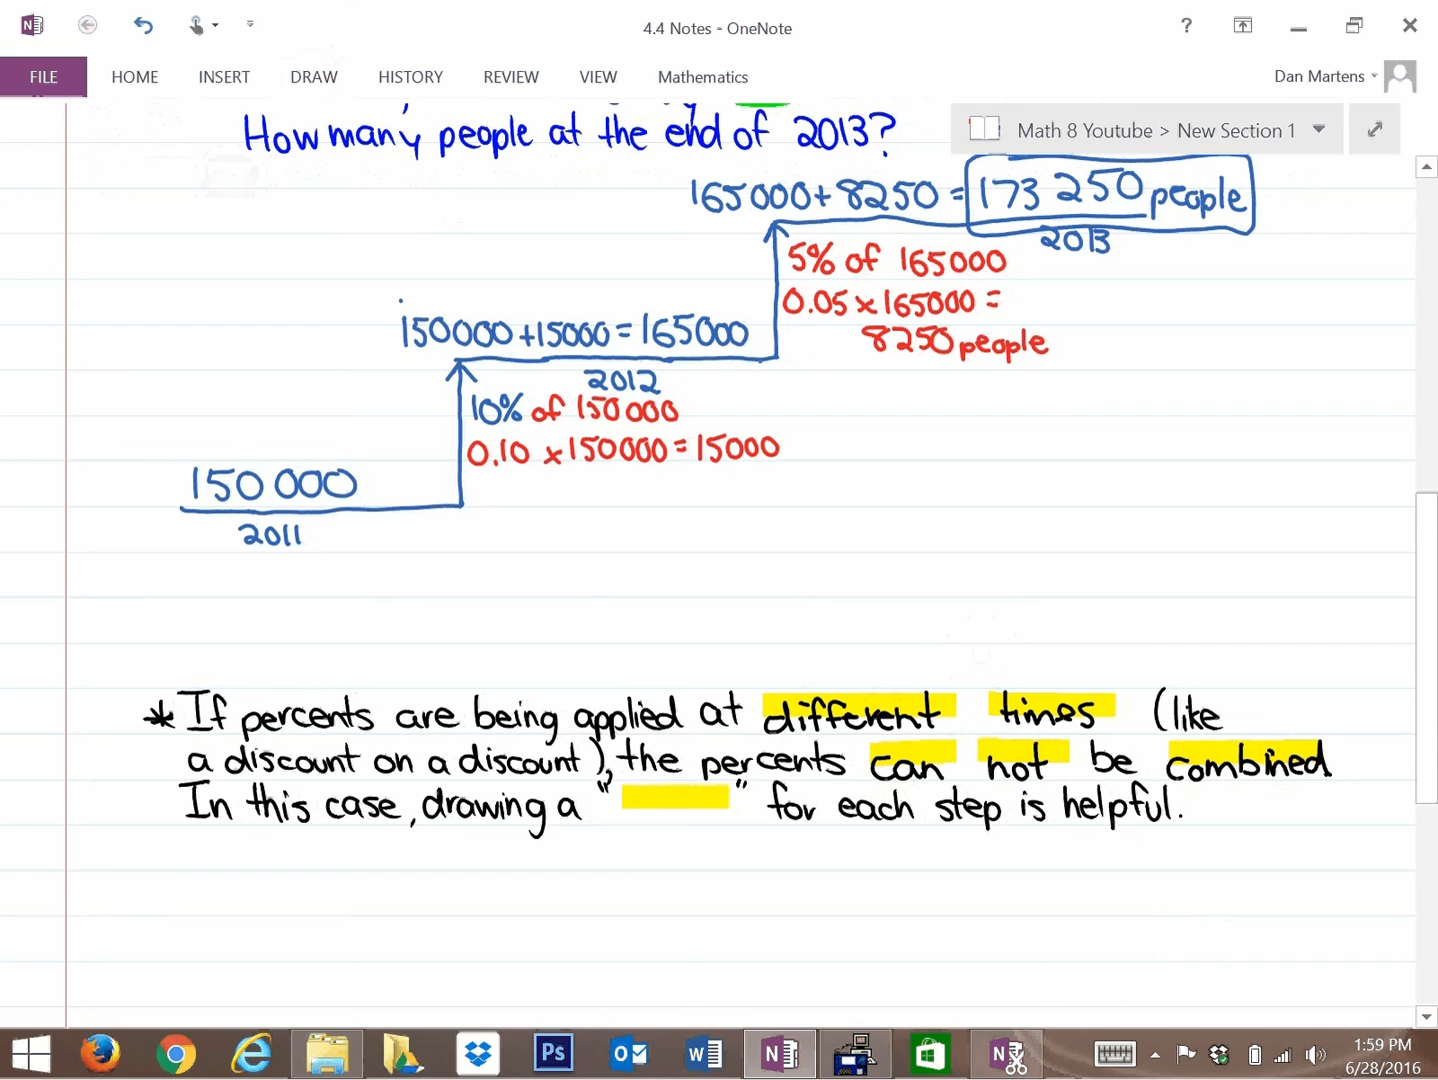 4.4 Notes - OneNote
?
FILE HOME INSERT DRAW HISTORY REVIEW VIEW Mathematics
Dan Martens
Math 8 Youtube > New Section 1
How many people at the end of 2013?
165000 + 8250 = 173 250 people
2013
5% of 165000
0.05 x 165000 =
8250 people
150000 + 15000 = 165000
2012
10% of 150000
0.10 x 150000 = 15000
150 000
2011
* If percents are being applied at different times (like
a discount on a discount), the percents can not be combined.
In this case, drawing a " " for each step is helpful.
Ps
1:59 PM
6/28/2016